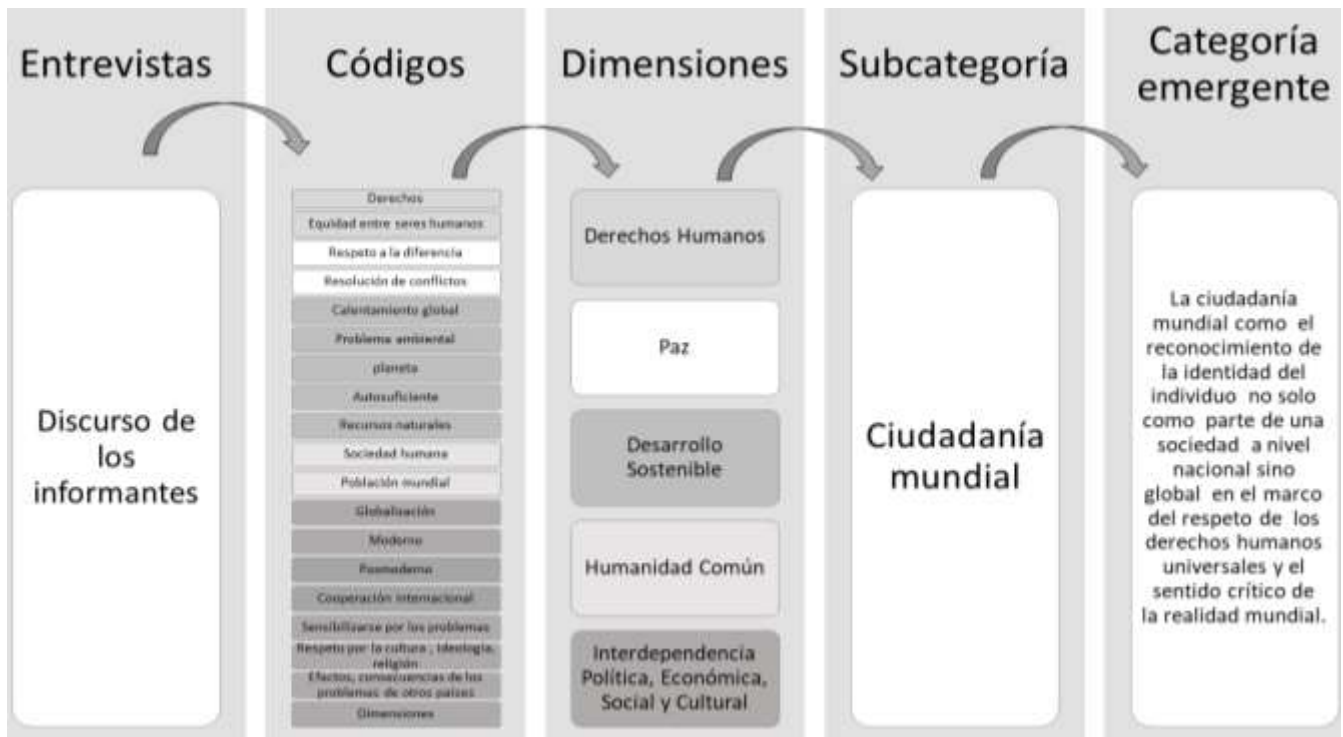 Entrevistas
Códigos
Dimensiones
Subcategoría
Categoría
emergente
Discurso de
los
informantes
Derechos
Equidad entre seres humanos
Respeto a la diferencia
Resolución de conflictos
Calentamiento global
Problema ambiental
planeta
Autosuficiente
Recursos naturales
Sociedad humana
Población mundial
Globalización
Moderno
Posmoderno
Cooperación internacional
Sensibilizarse por los problemas
Respeto por la cultura , ideología,
religión
Efectos, consecuencias de los
problemas de otros países
Dimensiones
Derechos Humanos
Paz
Desarrollo
Sostenible
Humanidad Común
Interdependencia
Política, Económica,
Social y Cultural
Ciudadanía
mundial
La ciudadanía
mundial como el
reconocimiento de
la identidad del
individuo no solo
como parte de una
sociedad a nivel
nacional sino
global en el marco
del respeto de los
derechos humanos
universales y el
sentido crítico de
la realidad mundial.